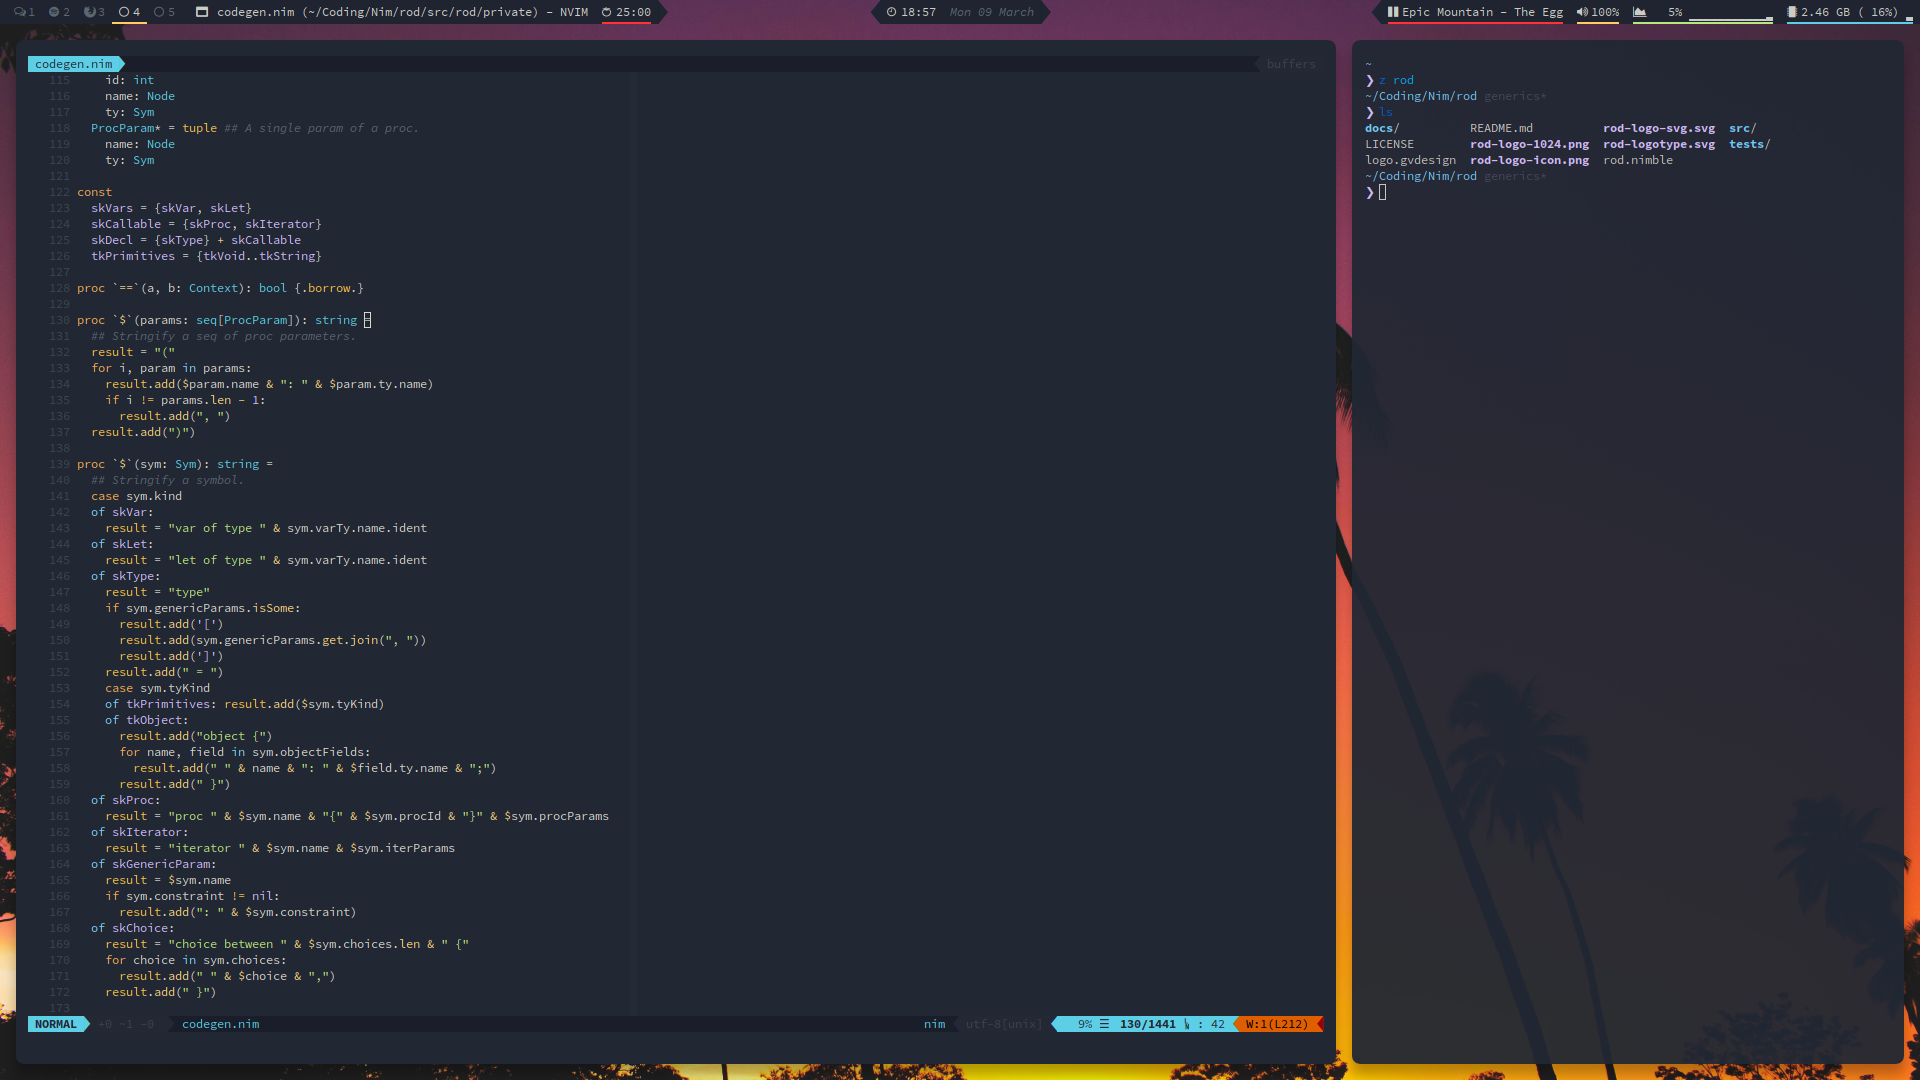 1 2 3 4 5 codegen.nim (~/Coding/Nim/rod/src/rod/private) - NVIM 25:00 18:57 Mon 09 March Epic Mountain - The Egg 100% 5% 2.46 GB ( 16%)
codegen.nim buffers
115 id: int
116 name: Node
117 ty: Sym
118 ProcParam* = tuple ## A single param of a proc.
119 name: Node
120 ty: Sym
121
122 const
123 skVars = {skVar, skLet}
124 skCallable = {skProc, skIterator}
125 skDecl = {skType} + skCallable
126 tkPrimitives = {tkVoid..tkString}
127
128 proc `==`(a, b: Context): bool {.borrow.}
129
130 proc `$`(params: seq[ProcParam]): string =
131 ## Stringify a seq of proc parameters.
132 result = "("
133 for i, param in params:
134 result.add($param.name & ": " & $param.ty.name)
135 if i != params.len - 1:
136 result.add(", ")
137 result.add(")")
138
139 proc `$`(sym: Sym): string =
140 ## Stringify a symbol.
141 case sym.kind
142 of skVar:
143 result = "var of type " & sym.varTy.name.ident
144 of skLet:
145 result = "let of type " & sym.varTy.name.ident
146 of skType:
147 result = "type"
148 if sym.genericParams.isSome:
149 result.add('[')
150 result.add(sym.genericParams.get.join(", "))
151 result.add(']')
152 result.add(" = ")
153 case sym.tyKind
154 of tkPrimitives: result.add($sym.tyKind)
155 of tkObject:
156 result.add("object {")
157 for name, field in sym.objectFields:
158 result.add(" " & name & ": " & $field.ty.name & ";")
159 result.add(" }")
160 of skProc:
161 result = "proc " & $sym.name & "{" & $sym.procId & "}" & $sym.procParams
162 of skIterator:
163 result = "iterator " & $sym.name & $sym.iterParams
164 of skGenericParam:
165 result = $sym.name
166 if sym.constraint != nil:
167 result.add(": " & $sym.constraint)
168 of skChoice:
169 result = "choice between " & $sym.choices.len & " {"
170 for choice in sym.choices:
171 result.add(" " & $choice & ",")
172 result.add(" }")
173
NORMAL +0 ~1 -0 codegen.nim nim utf-8[unix] 9% ☰ 130/1441 : 42 W:1(L212)
~
❯ z rod
~/Coding/Nim/rod generics*
❯ ls
docs/ README.md rod-logo-svg.svg src/
LICENSE rod-logo-1024.png rod-logotype.svg tests/
logo.gvdesign rod-logo-icon.png rod.nimble
~/Coding/Nim/rod generics*
❯